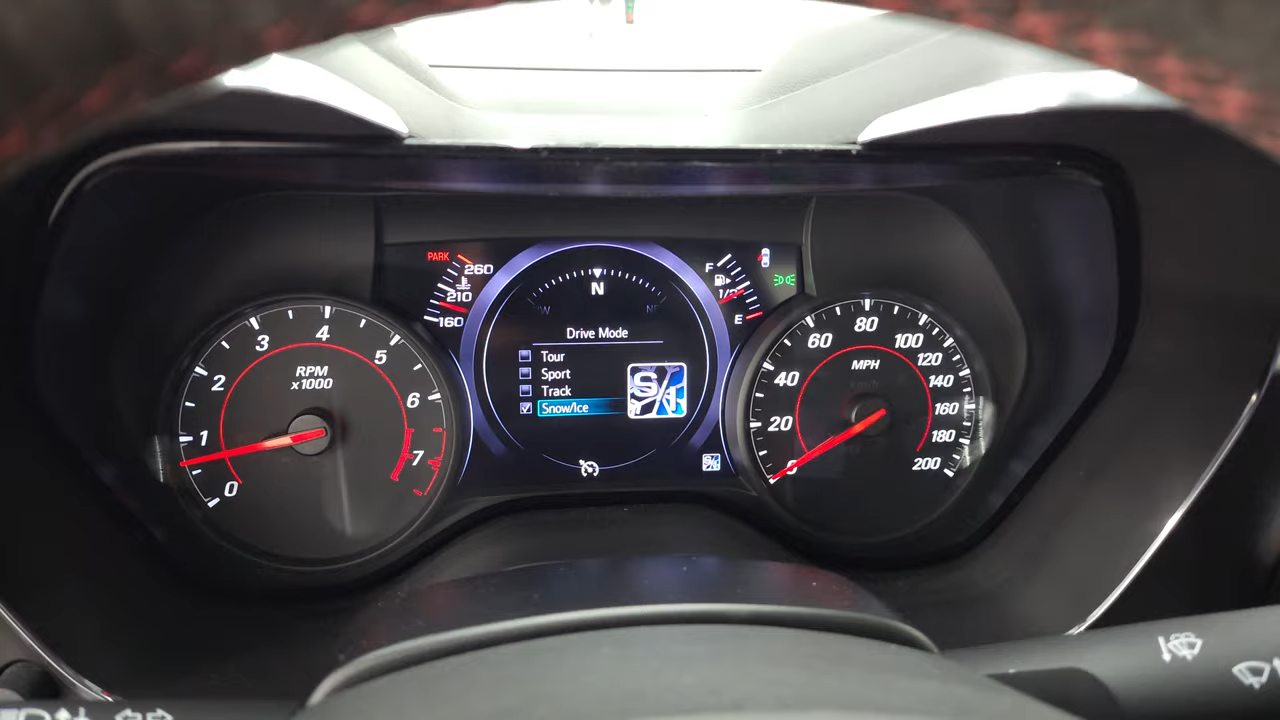 PARK
260
210
160
F
1/2
E
N
W
NE
Drive Mode
Tour
Sport
Track
Snow/Ice
S/I
S/I
RPM
x1000
0
1
2
3
4
5
6
7
MPH
0
20
40
60
80
100
120
140
160
180
200